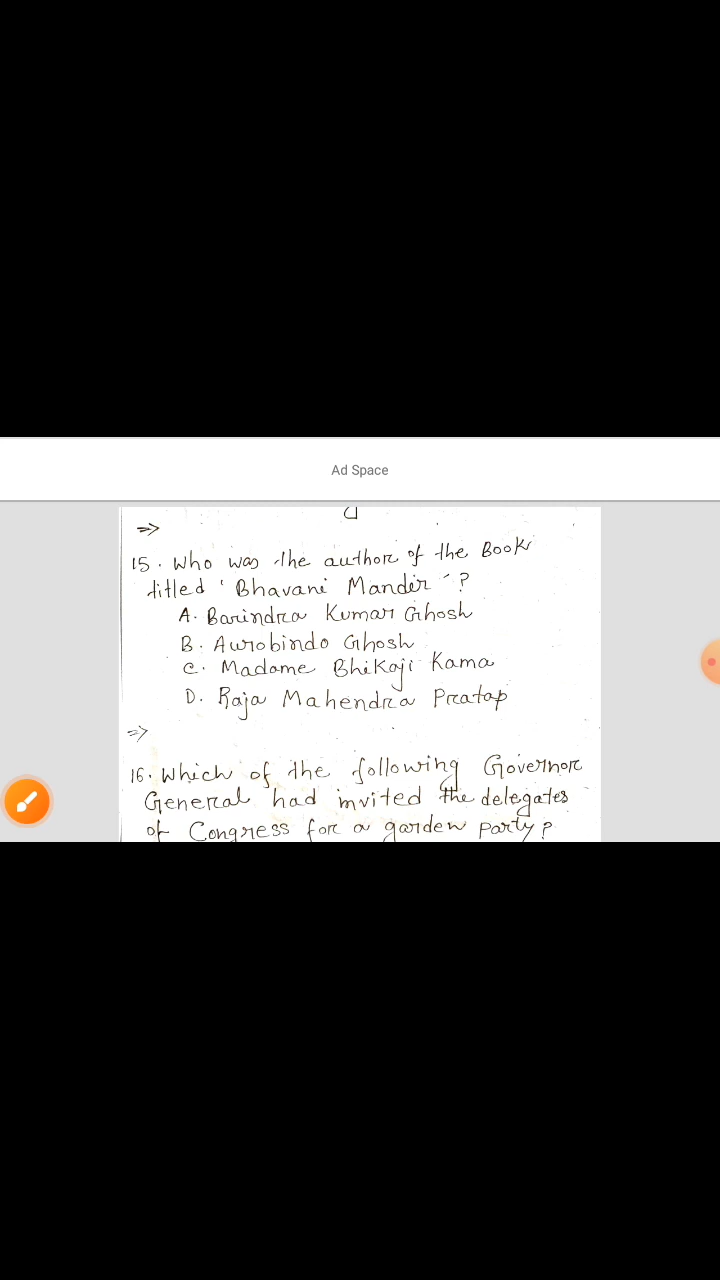 Ad Space
⇒
15. Who was the author of the Book
titled 'Bhavani Mandir'?
A. Barindra Kumar Ghosh
B. Aurobindo Ghosh
C. Madame Bhikaji Kama
D. Raja Mahendra Pratap
⇒
16. Which of the following Governor
General had invited the delegates
of Congress for a garden party?